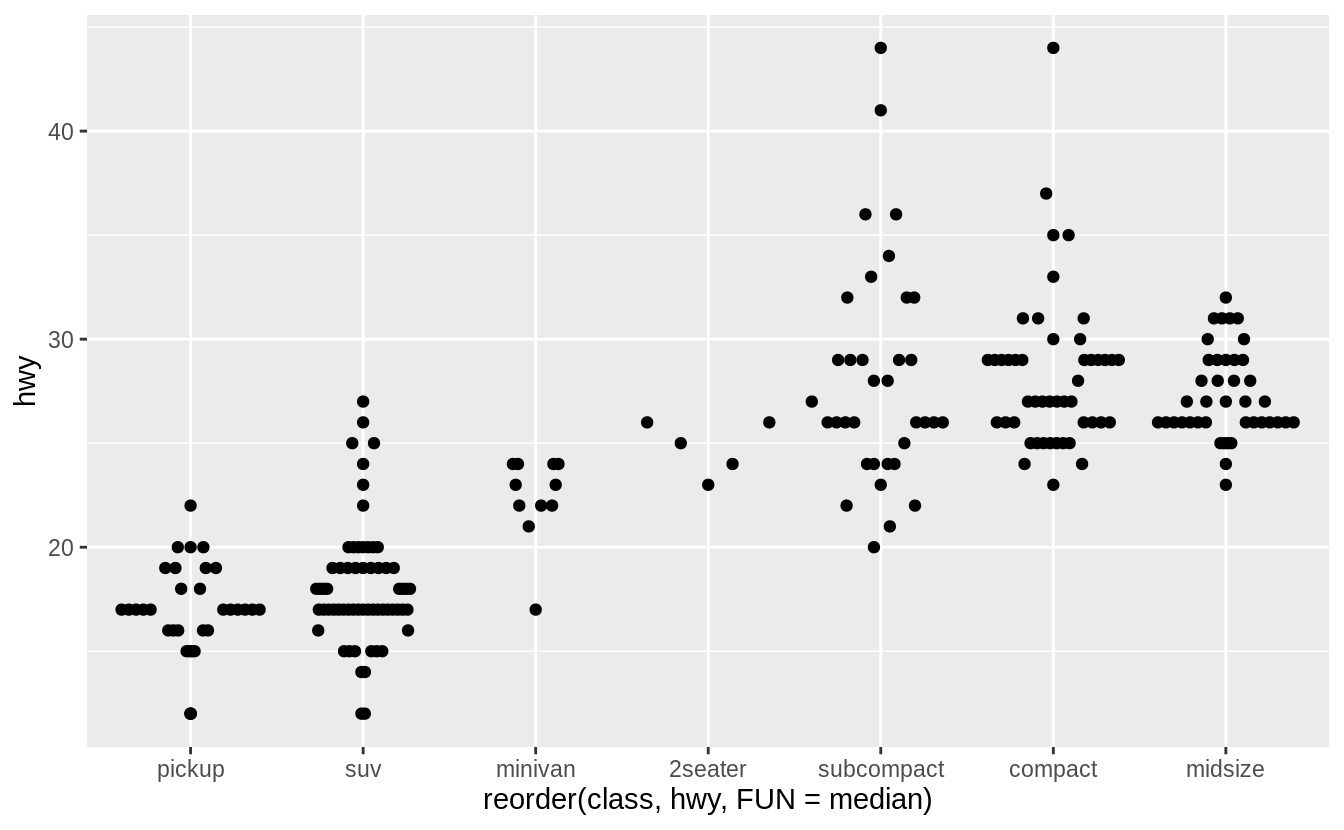 40
30
20
hwy
pickup suv minivan 2seater subcompact compact midsize
reorder(class, hwy, FUN = median)